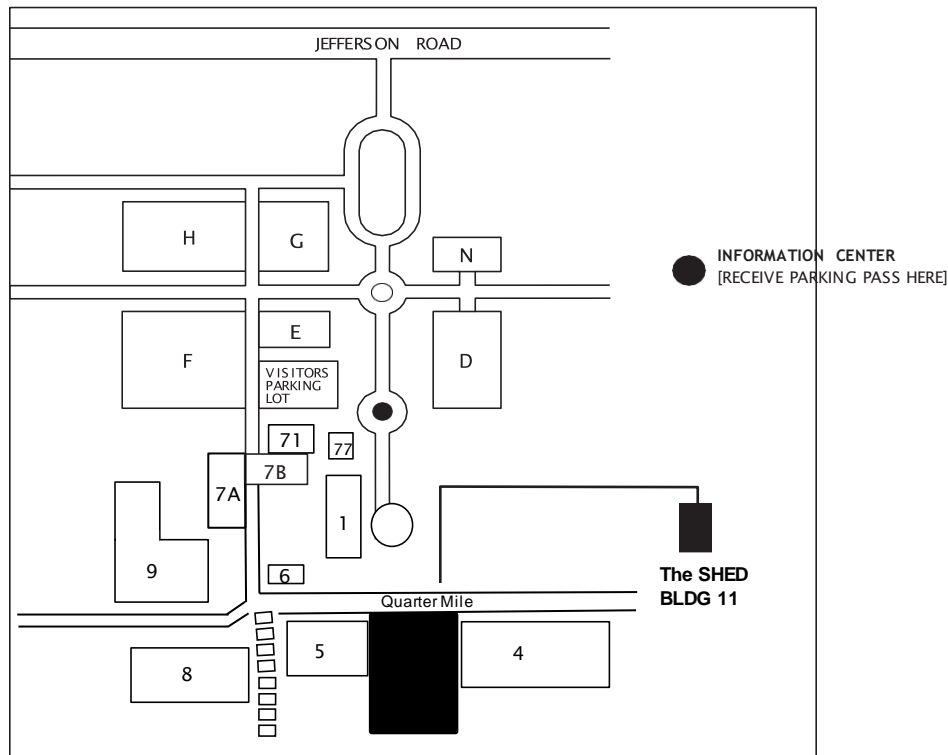 JEFFERSON ROAD
H
G
N
INFORMATION CENTER
[RECEIVE PARKING PASS HERE]
E
F
D
VISITORS
PARKING
LOT
71
77
7B
7A
1
9
6
The SHED
BLDG 11
Quarter Mile
5
4
8